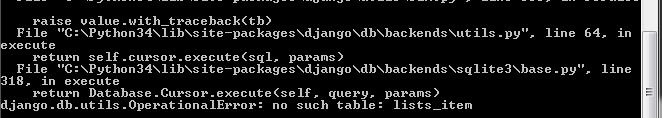 raise value.with_traceback(tb)
File "C:\Python34\lib\site-packages\django\db\backends\utils.py", line 64, in
execute
return self.cursor.execute(sql, params)
File "C:\Python34\lib\site-packages\django\db\backends\sqlite3\base.py", line
318, in execute
return Database.Cursor.execute(self, query, params)
django.db.utils.OperationalError: no such table: lists_item